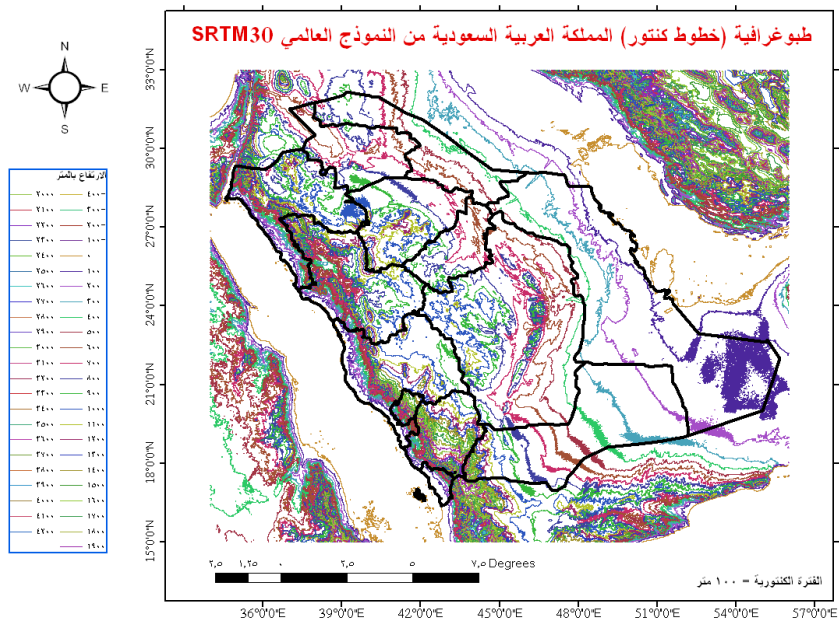 طبوغرافية (خطوط كنتور) المملكة العربية السعودية من النموذج العالمي SRTM30
N
W
E
S
الارتفاع بالمتر
٤٠٠-
٣٠٠-
٢٠٠-
١٠٠-
٠
١٠٠
٢٠٠
٣٠٠
٤٠٠
٥٠٠
٦٠٠
٧٠٠
٨٠٠
٩٠٠
١٠٠٠
١١٠٠
١٢٠٠
١٣٠٠
١٤٠٠
١٥٠٠
١٦٠٠
١٧٠٠
١٨٠٠
١٩٠٠
٢٠٠٠
٢١٠٠
٢٢٠٠
٢٣٠٠
٢٤٠٠
٢٥٠٠
٢٦٠٠
٢٧٠٠
٢٨٠٠
٢٩٠٠
٣٠٠٠
٣١٠٠
٣٢٠٠
٣٣٠٠
٣٤٠٠
٣٥٠٠
٣٦٠٠
٣٧٠٠
٣٨٠٠
٣٩٠٠
٤٠٠٠
٤١٠٠
٤٢٠٠
33°0'0"N
30°0'0"N
27°0'0"N
24°0'0"N
21°0'0"N
18°0'0"N
15°0'0"N
٢,٥ ١,٢٥ ٠ ٢,٥ ٥ ٧,٥ Degrees
الفترة الكنتورية = ١٠٠ متر
36°0'0"E 39°0'0"E 42°0'0"E 45°0'0"E 48°0'0"E 51°0'0"E 54°0'0"E 57°0'0"E